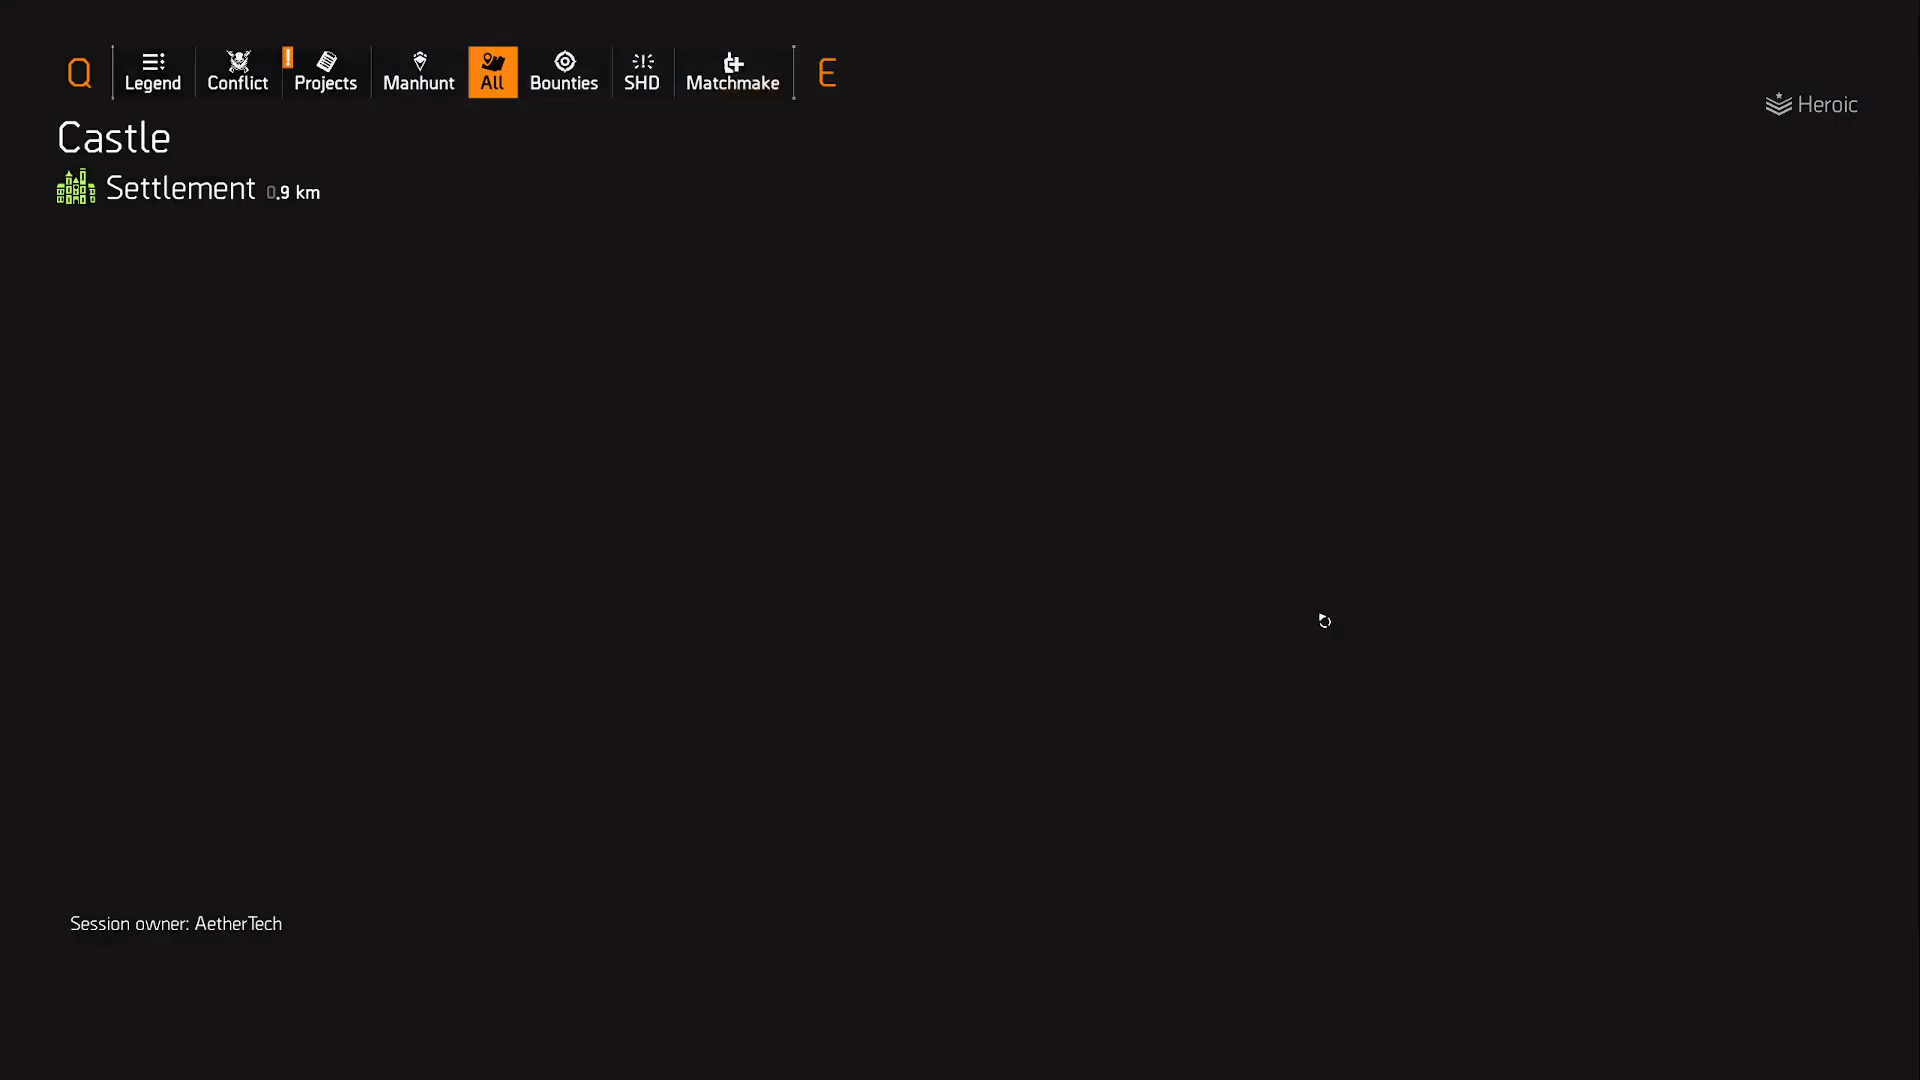 Q Legend Conflict ! Projects Manhunt All Bounties SHD Matchmake E
Heroic
Castle
Settlement 0.9 km
Session owner: AetherTech